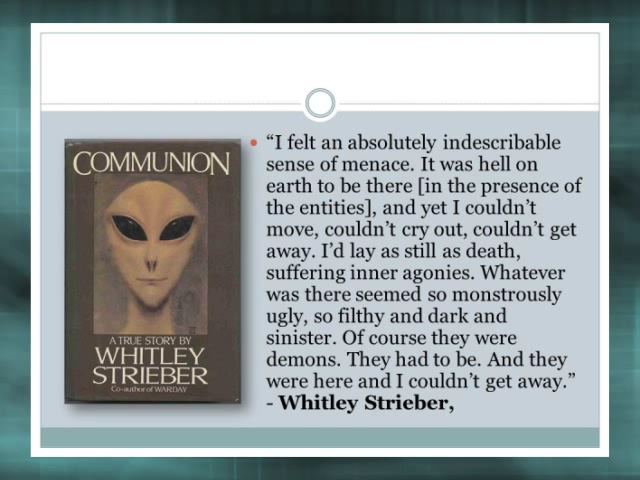 COMMUNION
A TRUE STORY BY
WHITLEY
STRIEBER
Co-author of WARDAY
• “I felt an absolutely indescribable
sense of menace. It was hell on
earth to be there [in the presence of
the entities], and yet I couldn’t
move, couldn’t cry out, couldn’t get
away. I’d lay as still as death,
suffering inner agonies. Whatever
was there seemed so monstrously
ugly, so filthy and dark and
sinister. Of course they were
demons. They had to be. And they
were here and I couldn’t get away.”
- Whitley Strieber,